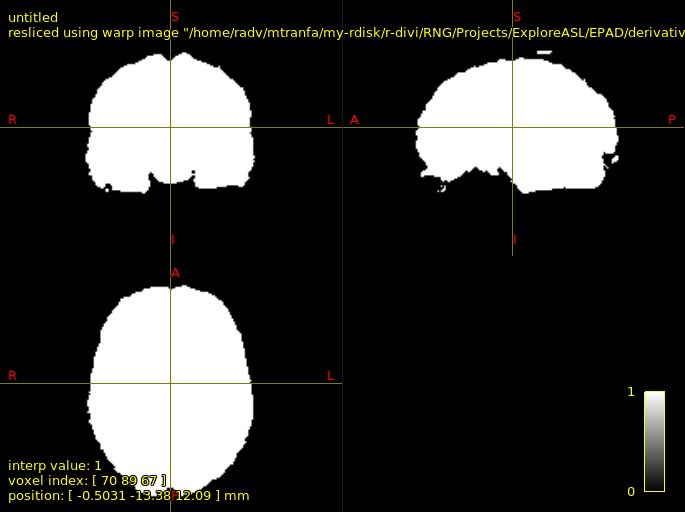 untitled
resliced using warp image "/home/radv/mtranfa/my-rdisk/r-divi/RNG/Projects/ExploreASL/EPAD/derivativ
S
S
R
L
A
P
I
I
A
R
L
1
interp value: 1
voxel index: [ 70 89 67 ]
0
position: [ -0.5031 -13.38 12.09 ] mm